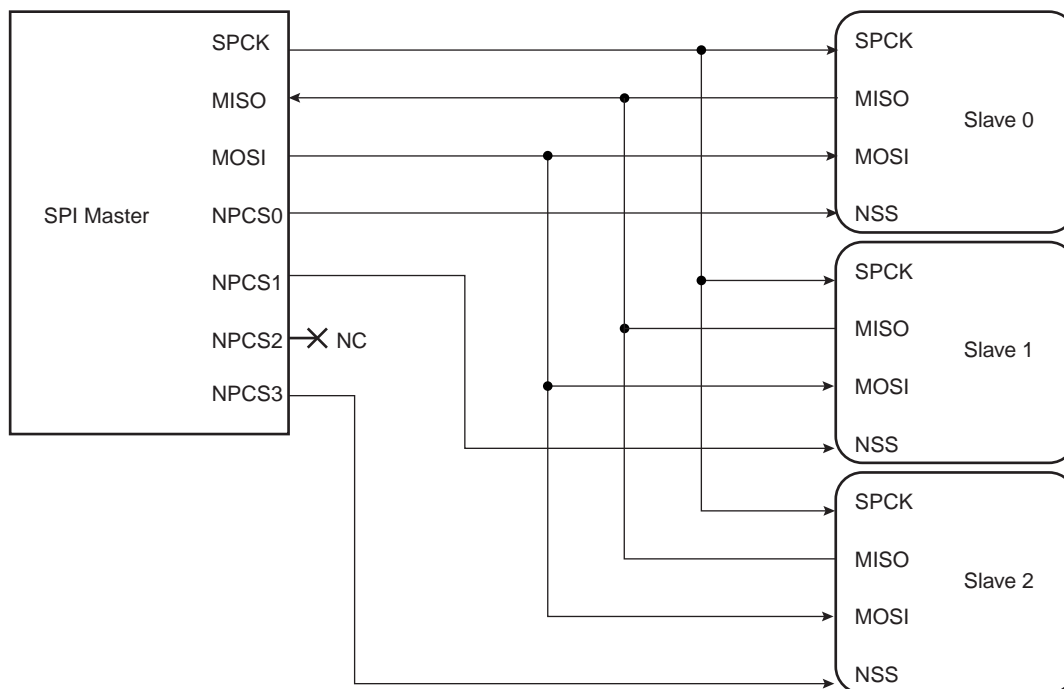 SPI Master
SPCK
MISO
MOSI
NPCS0
NPCS1
NPCS2
NC
NPCS3
SPCK
MISO
Slave 0
MOSI
NSS
SPCK
MISO
Slave 1
MOSI
NSS
SPCK
MISO
Slave 2
MOSI
NSS